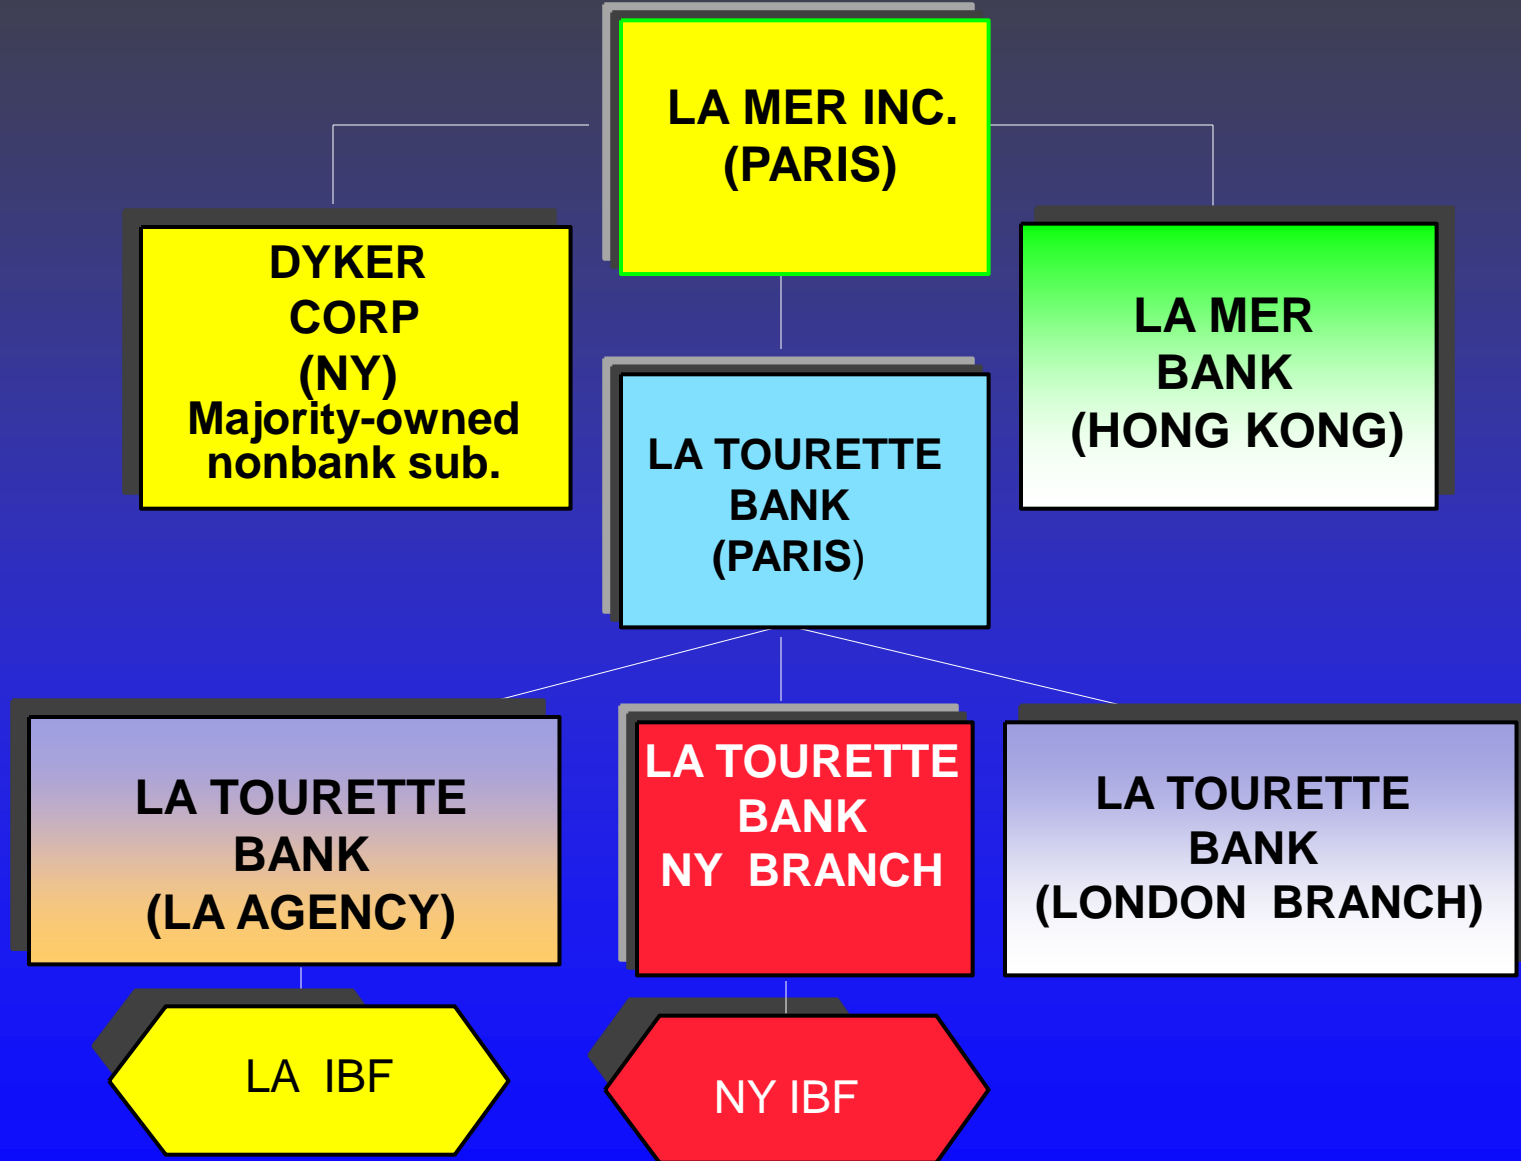 LA MER INC.
(PARIS)
DYKER
CORP
(NY)
Majority-owned
nonbank sub.
LA TOURETTE
BANK
(PARIS)
LA MER
BANK
(HONG KONG)
LA TOURETTE
BANK
(LA AGENCY)
LA TOURETTE
BANK
NY BRANCH
LA TOURETTE
BANK
(LONDON BRANCH)
LA IBF
NY IBF